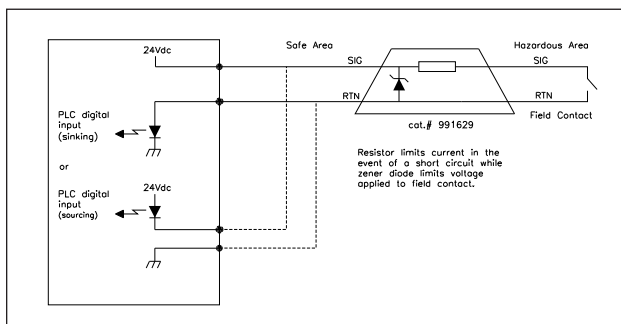 24Vdc
Safe Area
Hazardous Area
SIG
SIG
RTN
RTN
Field Contact
PLC digital
input
(sinking)
cat.# 991629
or
Resistor limits current in the
event of a short circuit while
zener diode limits voltage
applied to field contact.
24Vdc
PLC digital
input
(sourcing)